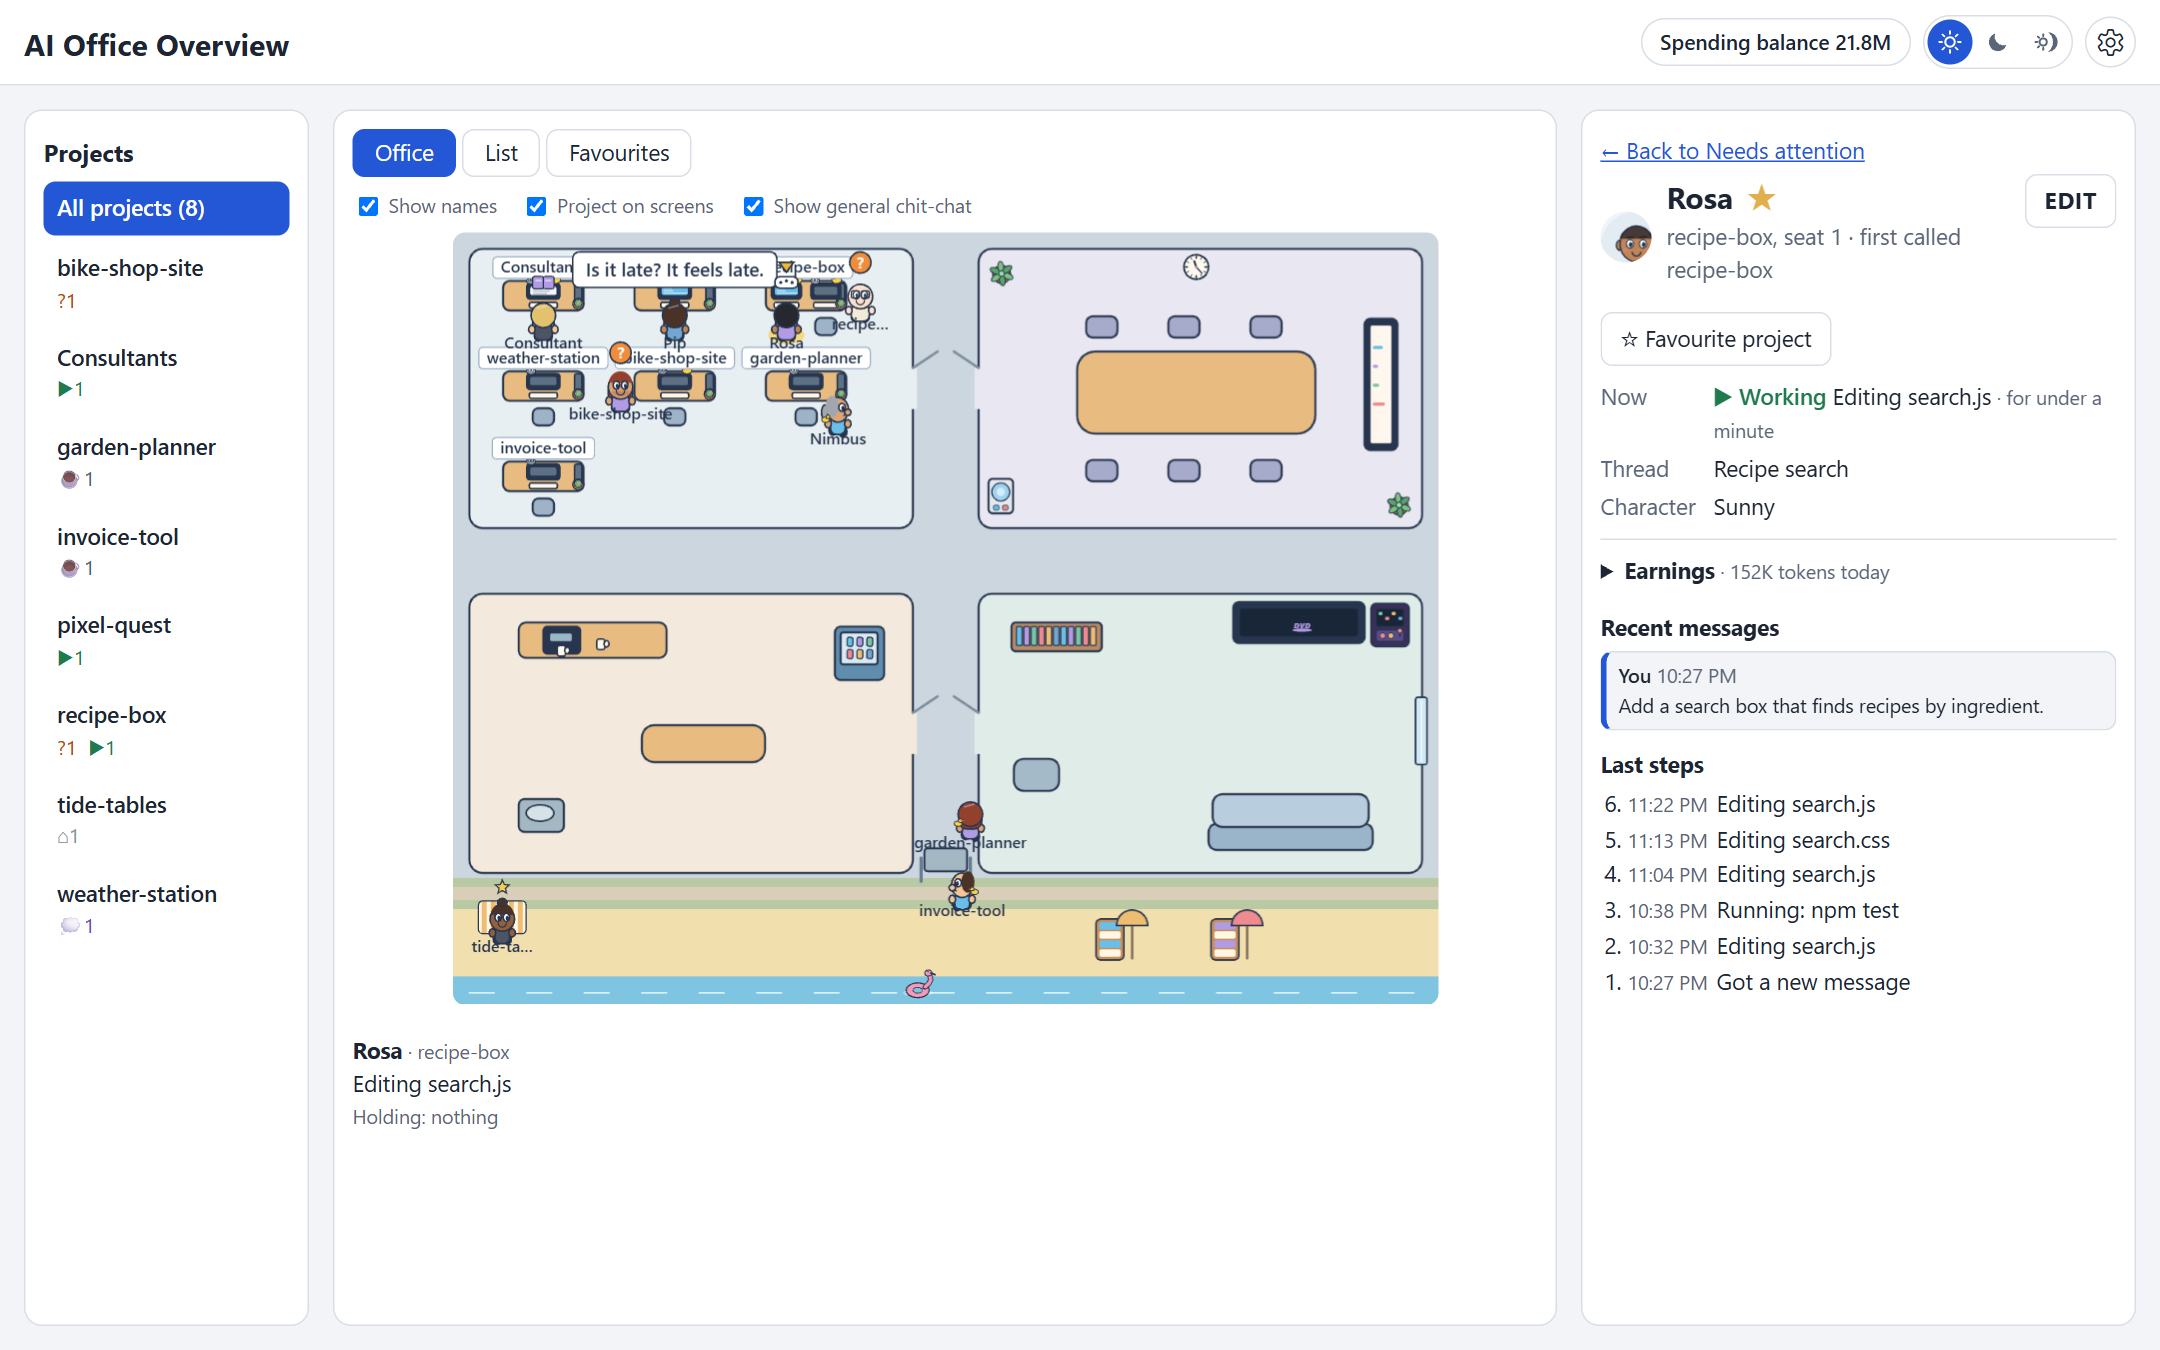 AI Office Overview
Spending balance 21.8M
Projects
All projects (8)
bike-shop-site
?1
Consultants
▶1
garden-planner
1
invoice-tool
1
pixel-quest
▶1
recipe-box
?1 ▶1
tide-tables
⌂1
weather-station
1
Office
List
Favourites
Show names
Project on screens
Show general chit-chat
Is it late? It feels late.
?
recipe...
Consultant
Pip
Rosa
weather-station
?
bike-shop-site
garden-planner
bike-shop-site
Nimbus
invoice-tool
DVD
garden-planner
invoice-tool
tide-ta...
Rosa · recipe-box
Editing search.js
Holding: nothing
← Back to Needs attention
Rosa
EDIT
recipe-box, seat 1 · first called
recipe-box
☆ Favourite project
Now ▶ Working Editing search.js · for under a
minute
Thread Recipe search
Character Sunny
▶ Earnings · 152K tokens today
Recent messages
You 10:27 PM
Add a search box that finds recipes by ingredient.
Last steps
6. 11:22 PM Editing search.js
5. 11:13 PM Editing search.css
4. 11:04 PM Editing search.js
3. 10:38 PM Running: npm test
2. 10:32 PM Editing search.js
1. 10:27 PM Got a new message